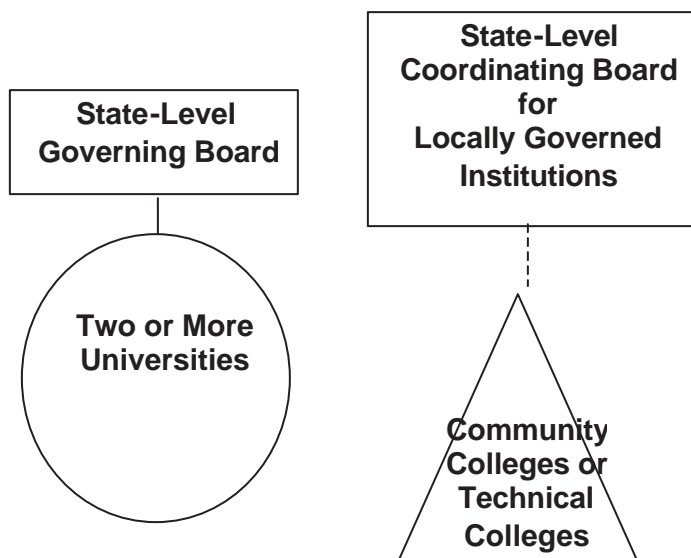 State-Level
Governing Board
Two or More
Universities
State-Level
Coordinating Board
for
Locally Governed
Institutions
Community
Colleges or
Technical
Colleges